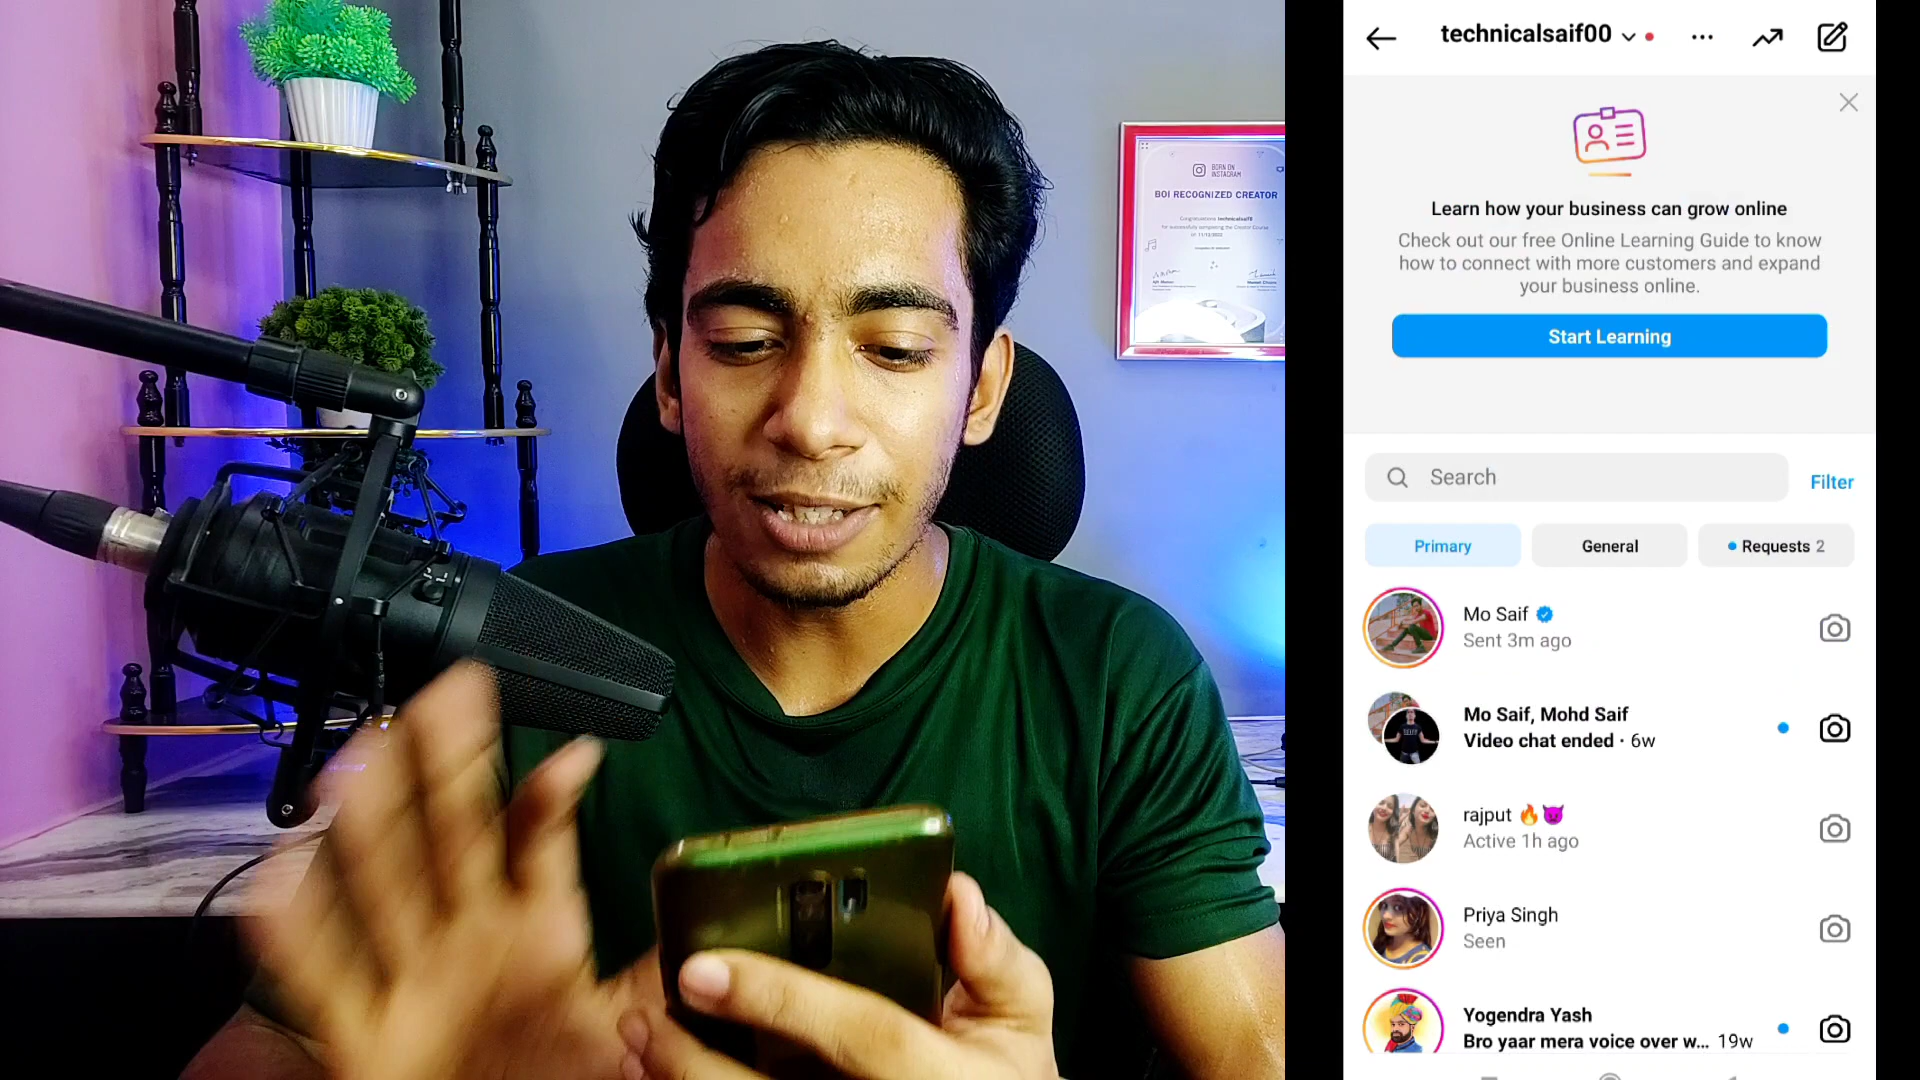 BORN ON
INSTAGRAM
BOI RECOGNIZED CREATOR
technicalsaif00
Learn how your business can grow online
Check out our free Online Learning Guide to know
how to connect with more customers and expand
your business online.
Start Learning
Search
Filter
Primary
General
Requests 2
Mo Saif
Sent 3m ago
Mo Saif, Mohd Saif
Video chat ended · 6w
rajput 🔥😈
Active 1h ago
Priya Singh
Seen
Yogendra Yash
Bro yaar mera voice over w... 19w